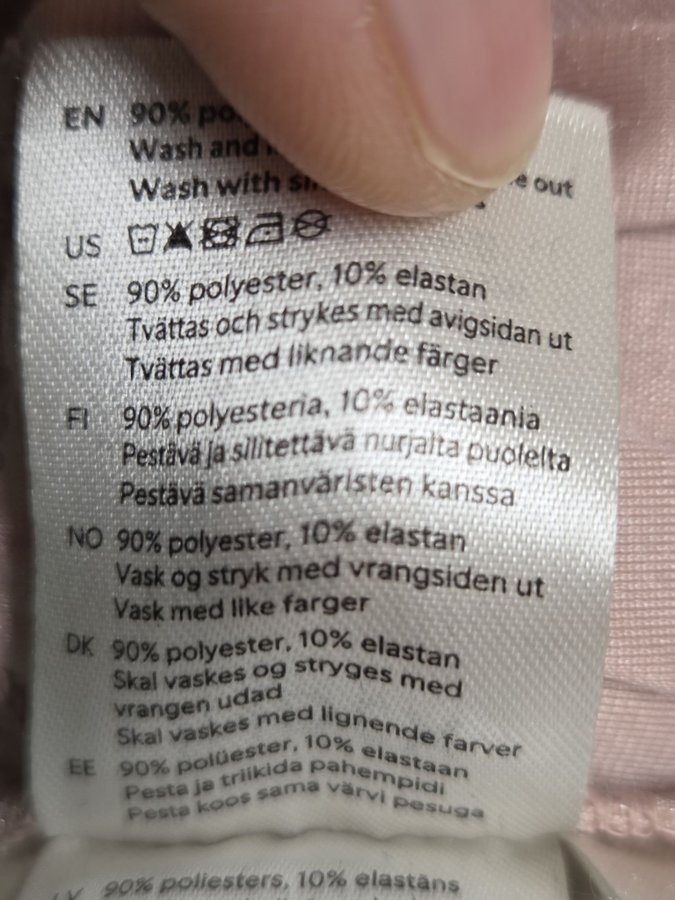 EN 90%
Wash and
Wash with out
US
SE 90% polyester, 10% elastan
Tvättas och strykes med avigsidan ut
Tvättas med liknande färger
FI 90% polyesteria, 10% elastaania
Pestävä ja silitettävä nurjalta puolelta
Pestävä samanväristen kanssa
NO 90% polyester, 10% elastan
Vask og stryk med vrangsiden ut
Vask med like farger
DK 90% polyester, 10% elastan
Skal vaskes og stryges med
vrangen udad
Skal vaskes med lignende farver
EE 90% polüester, 10% elastaan
Pesta ja triikida pahempidi
Pesta koos sama värvi pesuga
90% poliesters, 10% elastāns